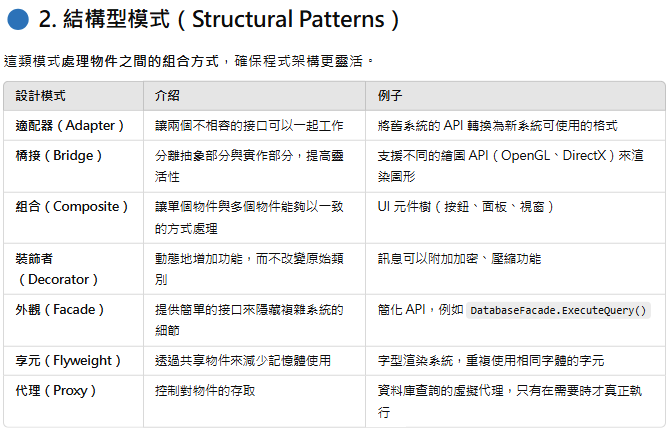 2. 結構型模式（Structural Patterns）
這類模式處理物件之間的組合方式，確保程式架構更靈活。
設計模式 介紹 例子
適配器（Adapter） 讓兩個不相容的接口可以一起工作 將舊系統的 API 轉換為新系統可使用的格式
橋接（Bridge） 分離抽象部分與實作部分，提高靈 支援不同的繪圖 API（OpenGL、DirectX）來渲
活性 染圖形
組合（Composite） 讓單個物件與多個物件能夠以一致 UI 元件樹（按鈕、面板、視窗）
的方式處理
裝飾者 動態地增加功能，而不改變原始類 訊息可以附加加密、壓縮功能
（Decorator） 別
外觀（Facade） 提供簡單的接口來隱藏複雜系統的 簡化 API，例如 DatabaseFacade.ExecuteQuery()
細節
享元（Flyweight） 透過共享物件來減少記憶體使用 字型渲染系統，重複使用相同字體的字元
代理（Proxy） 控制對物件的存取 資料庫查詢的虛擬代理，只有在需要時才真正執
行